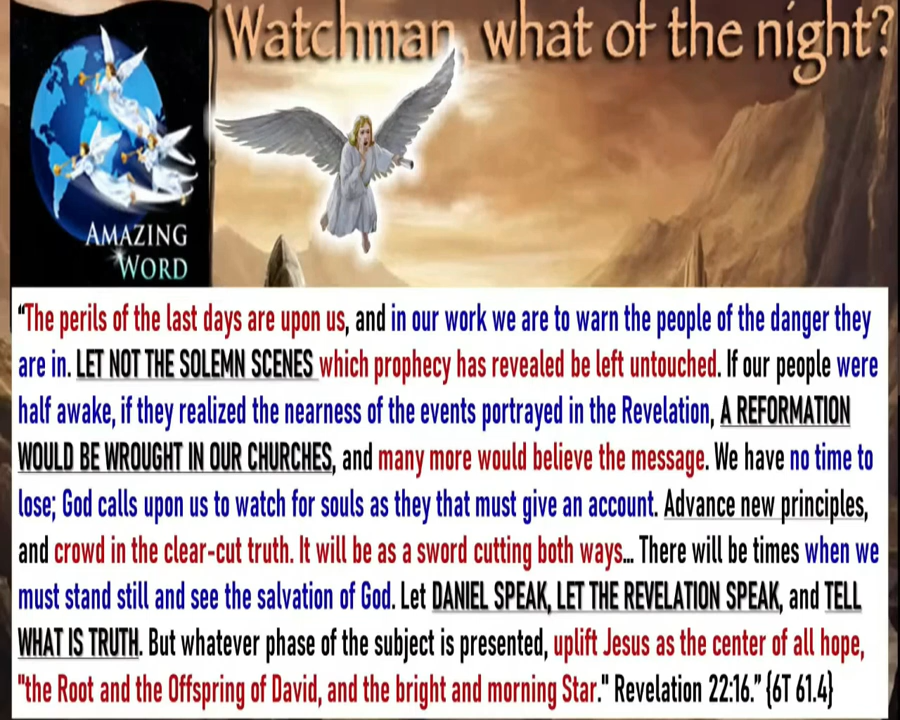 Watchman, what of the night?
AMAZING
WORD
“The perils of the last days are upon us, and in our work we are to warn the people of the danger they
are in. LET NOT THE SOLEMN SCENES which prophecy has revealed be left untouched. If our people were
half awake, if they realized the nearness of the events portrayed in the Revelation, A REFORMATION
WOULD BE WROUGHT IN OUR CHURCHES, and many more would believe the message. We have no time to
lose; God calls upon us to watch for souls as they that must give an account. Advance new principles,
and crowd in the clear-cut truth. It will be as a sword cutting both ways... There will be times when we
must stand still and see the salvation of God. Let DANIEL SPEAK, LET THE REVELATION SPEAK, and TELL
WHAT IS TRUTH. But whatever phase of the subject is presented, uplift Jesus as the center of all hope,
"the Root and the Offspring of David, and the bright and morning Star." Revelation 22:16.” {6T 61.4}